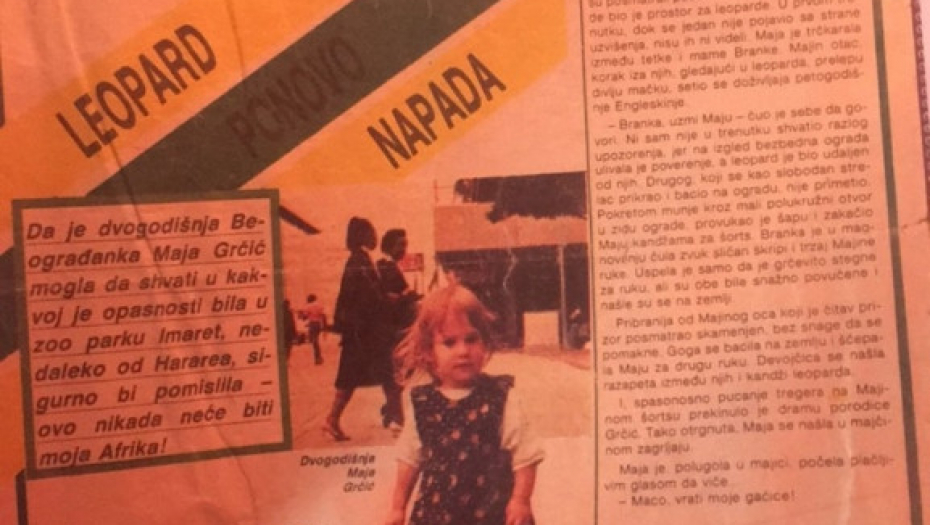 LEOPARD
PONOVO
NAPADA
Da je dvogodišnja Be-
ograđanka Maja Grčić
mogla da shvati u kak-
voj je opasnosti bila u
zoo parku Imaret, ne-
daleko od Hararea, si-
gurno bi pomislila –
ovo nikada neće biti
moja Afrika!
Dvogodišnja
Maja
Grčić
su posmatrali
de bio je prostor za leoparde. U prvom tre-
nutku, dok se jedan nije pojavio sa strane
uzvišenja, nisu ih ni videli. Maja je trčkarala
između tetke i mame Branke. Majin otac,
korak iza njih, gledajući u leoparda, prelepu
divlju mačku, setio se doživljaja petogodiš-
nje Engleskinje.
– Branka, uzmi Maju – čuo je sebe da go-
vori. Ni sam nije u trenutku shvatio razlog
upozorenja, jer na izgled bezbedna ograda
ulivala je poverenje, a leopard je bio udaljen
od njih. Drugog, koji se kao slobodan stre-
lac prikrao i bacio na ogradu, nije primetio.
Pokretom munje kroz mali polukružni otvor
u zidu ograde, provukao je šapu i zakačio
Maju kandžama za šorts. Branka je u mag-
novenju čula zvuk sličan škripi i trzaj Majine
ruke. Uspela je samo da je grčevito stegne
za ruku, ali su obe bile snažno povučene i
našle su se na zemlji.
Pribranija od Majinog oca koji je čitav pri-
zor posmatrao skamenjen, bez snage da se
pomakne, Goga se bacila na zemlju i ščepa-
la Maju za drugu ruku. Devojčica se našla
razapeta između njih i kandži leoparda.
I, spasonosno pucanje tregera na Maji-
nom šortsu prekinulo je dramu porodice
Grčić. Tako otrgnuta, Maja se našla u majči-
nom zagrljaju.
Maja je, polugola u majici, počela plačlji-
vim glasom da viče:
– Maco, vrati moje gaćice!